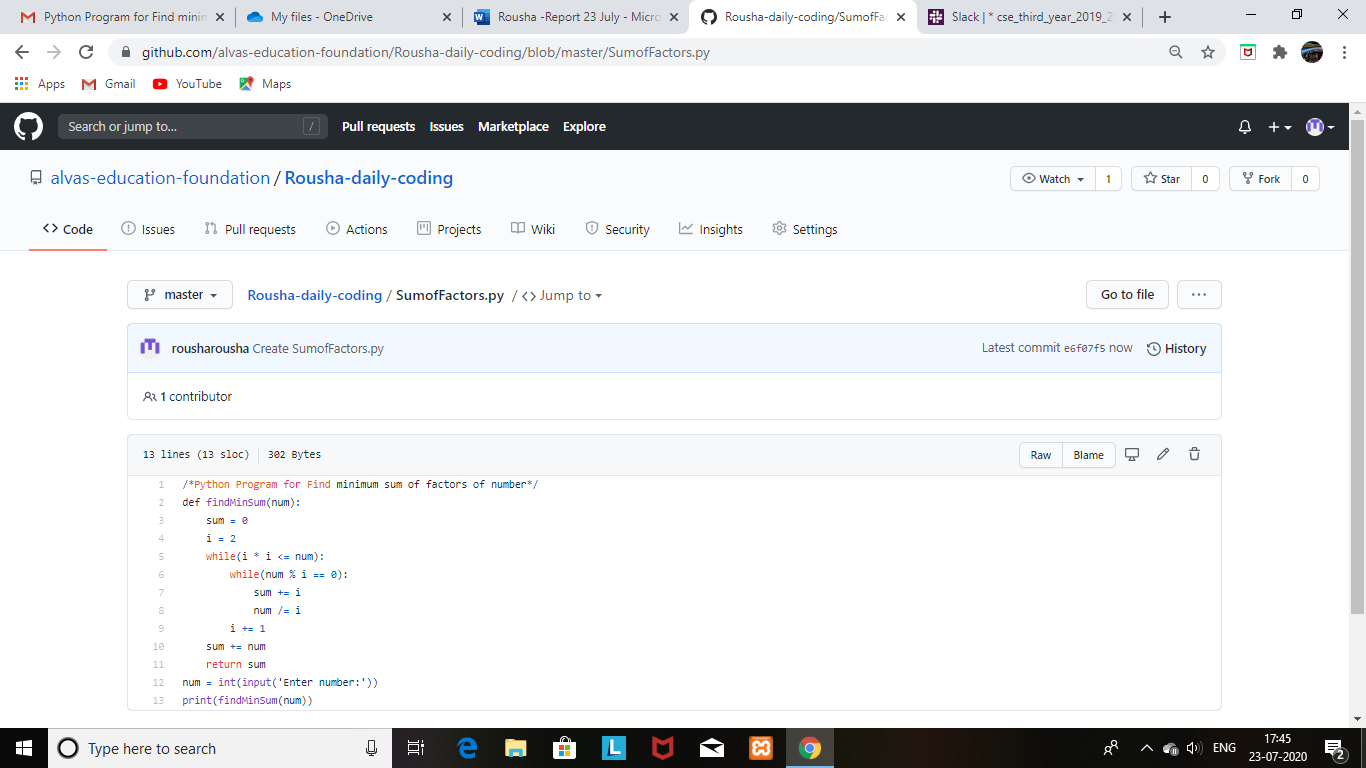 Python Program for Find minin
My files - OneDrive
Rousha -Report 23 July - Micro
Rousha-daily-coding/SumofFac
Slack | * cse_third_year_2019_2
github.com/alvas-education-foundation/Rousha-daily-coding/blob/master/SumofFactors.py
Apps Gmail YouTube Maps
Search or jump to... /
Pull requests Issues Marketplace Explore
alvas-education-foundation / Rousha-daily-coding
Watch 1 Star 0 Fork 0
Code Issues Pull requests Actions Projects Wiki Security Insights Settings
master Rousha-daily-coding / SumofFactors.py / <> Jump to
Go to file ...
rousharousha Create SumofFactors.py
Latest commit e6f07f5 now History
1 contributor
13 lines (13 sloc) 302 Bytes
Raw Blame
1 /*Python Program for Find minimum sum of factors of number*/
2 def findMinSum(num):
3 sum = 0
4 i = 2
5 while(i * i <= num):
6 while(num % i == 0):
7 sum += i
8 num /= i
9 i += 1
10 sum += num
11 return sum
12 num = int(input('Enter number:'))
13 print(findMinSum(num))
Type here to search
ENG
17:45
23-07-2020
2